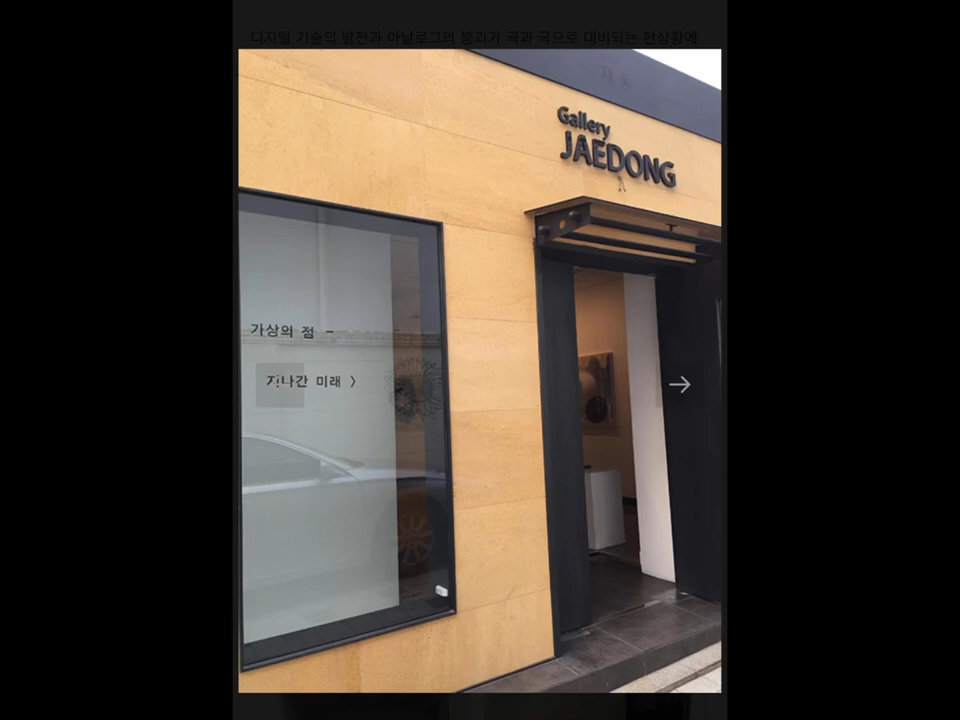 디지털 기술의 발전과 아날로그의 붕괴가 극과 극으로 대비되는 현상황에
Gallery
JAEDONG
가상의 점 -
지나간 미래 >